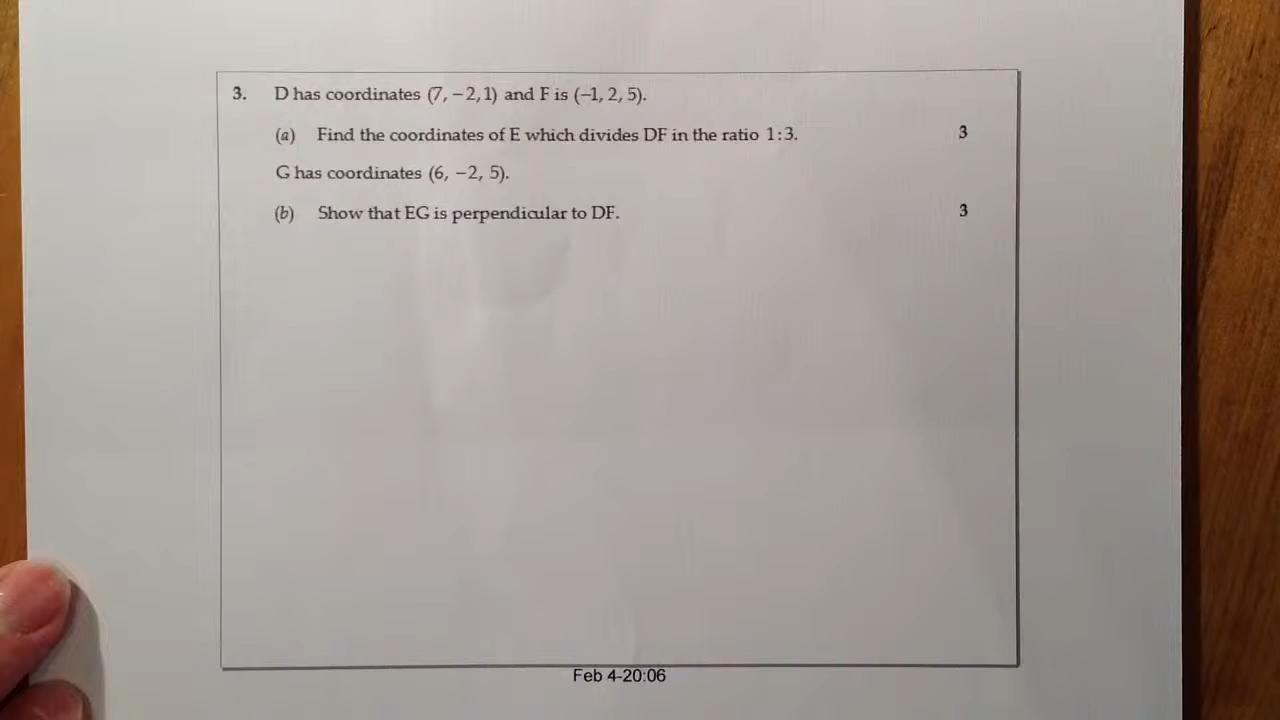 3. D has coordinates (7, −2, 1) and F is (−1, 2, 5).
(a) Find the coordinates of E which divides DF in the ratio 1:3. 3
G has coordinates (6, −2, 5).
(b) Show that EG is perpendicular to DF. 3
Feb 4-20:06